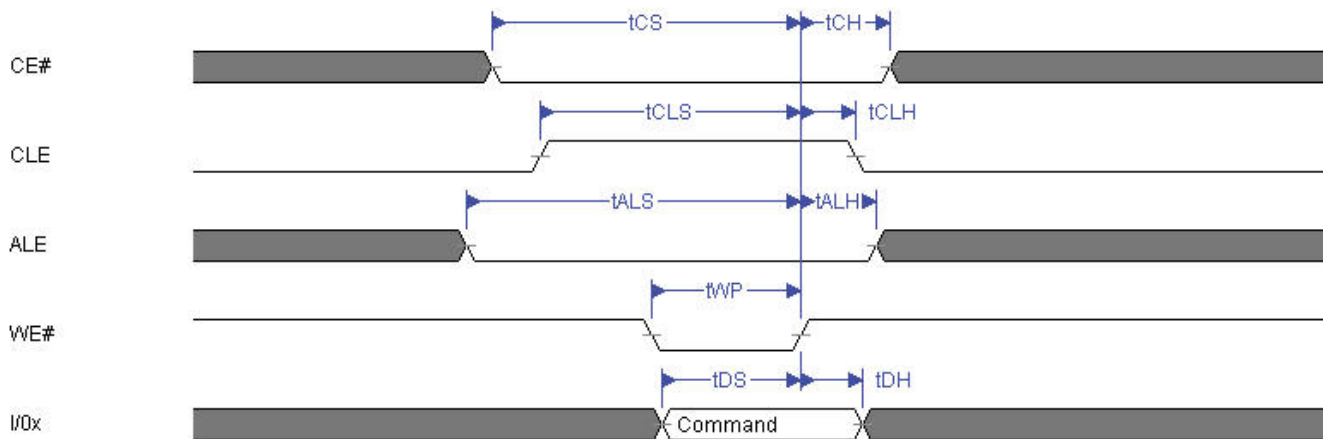 tCS tCH
CE#
tCLS tCLH
CLE
tALS tALH
ALE
tWP
WE#
tDS tDH
I/0x Command